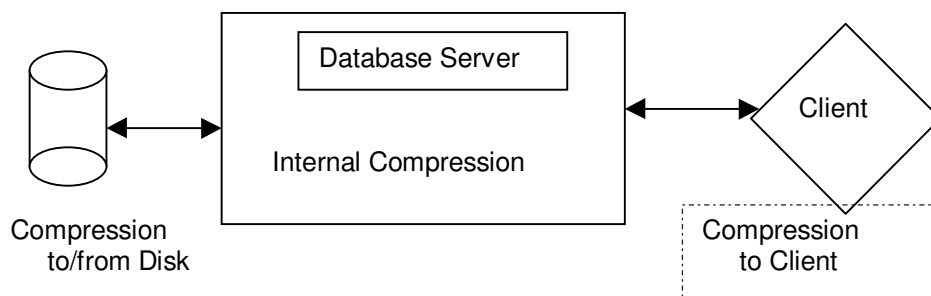 Database Server
Client
Internal Compression
Compression
to/from Disk
Compression
to Client